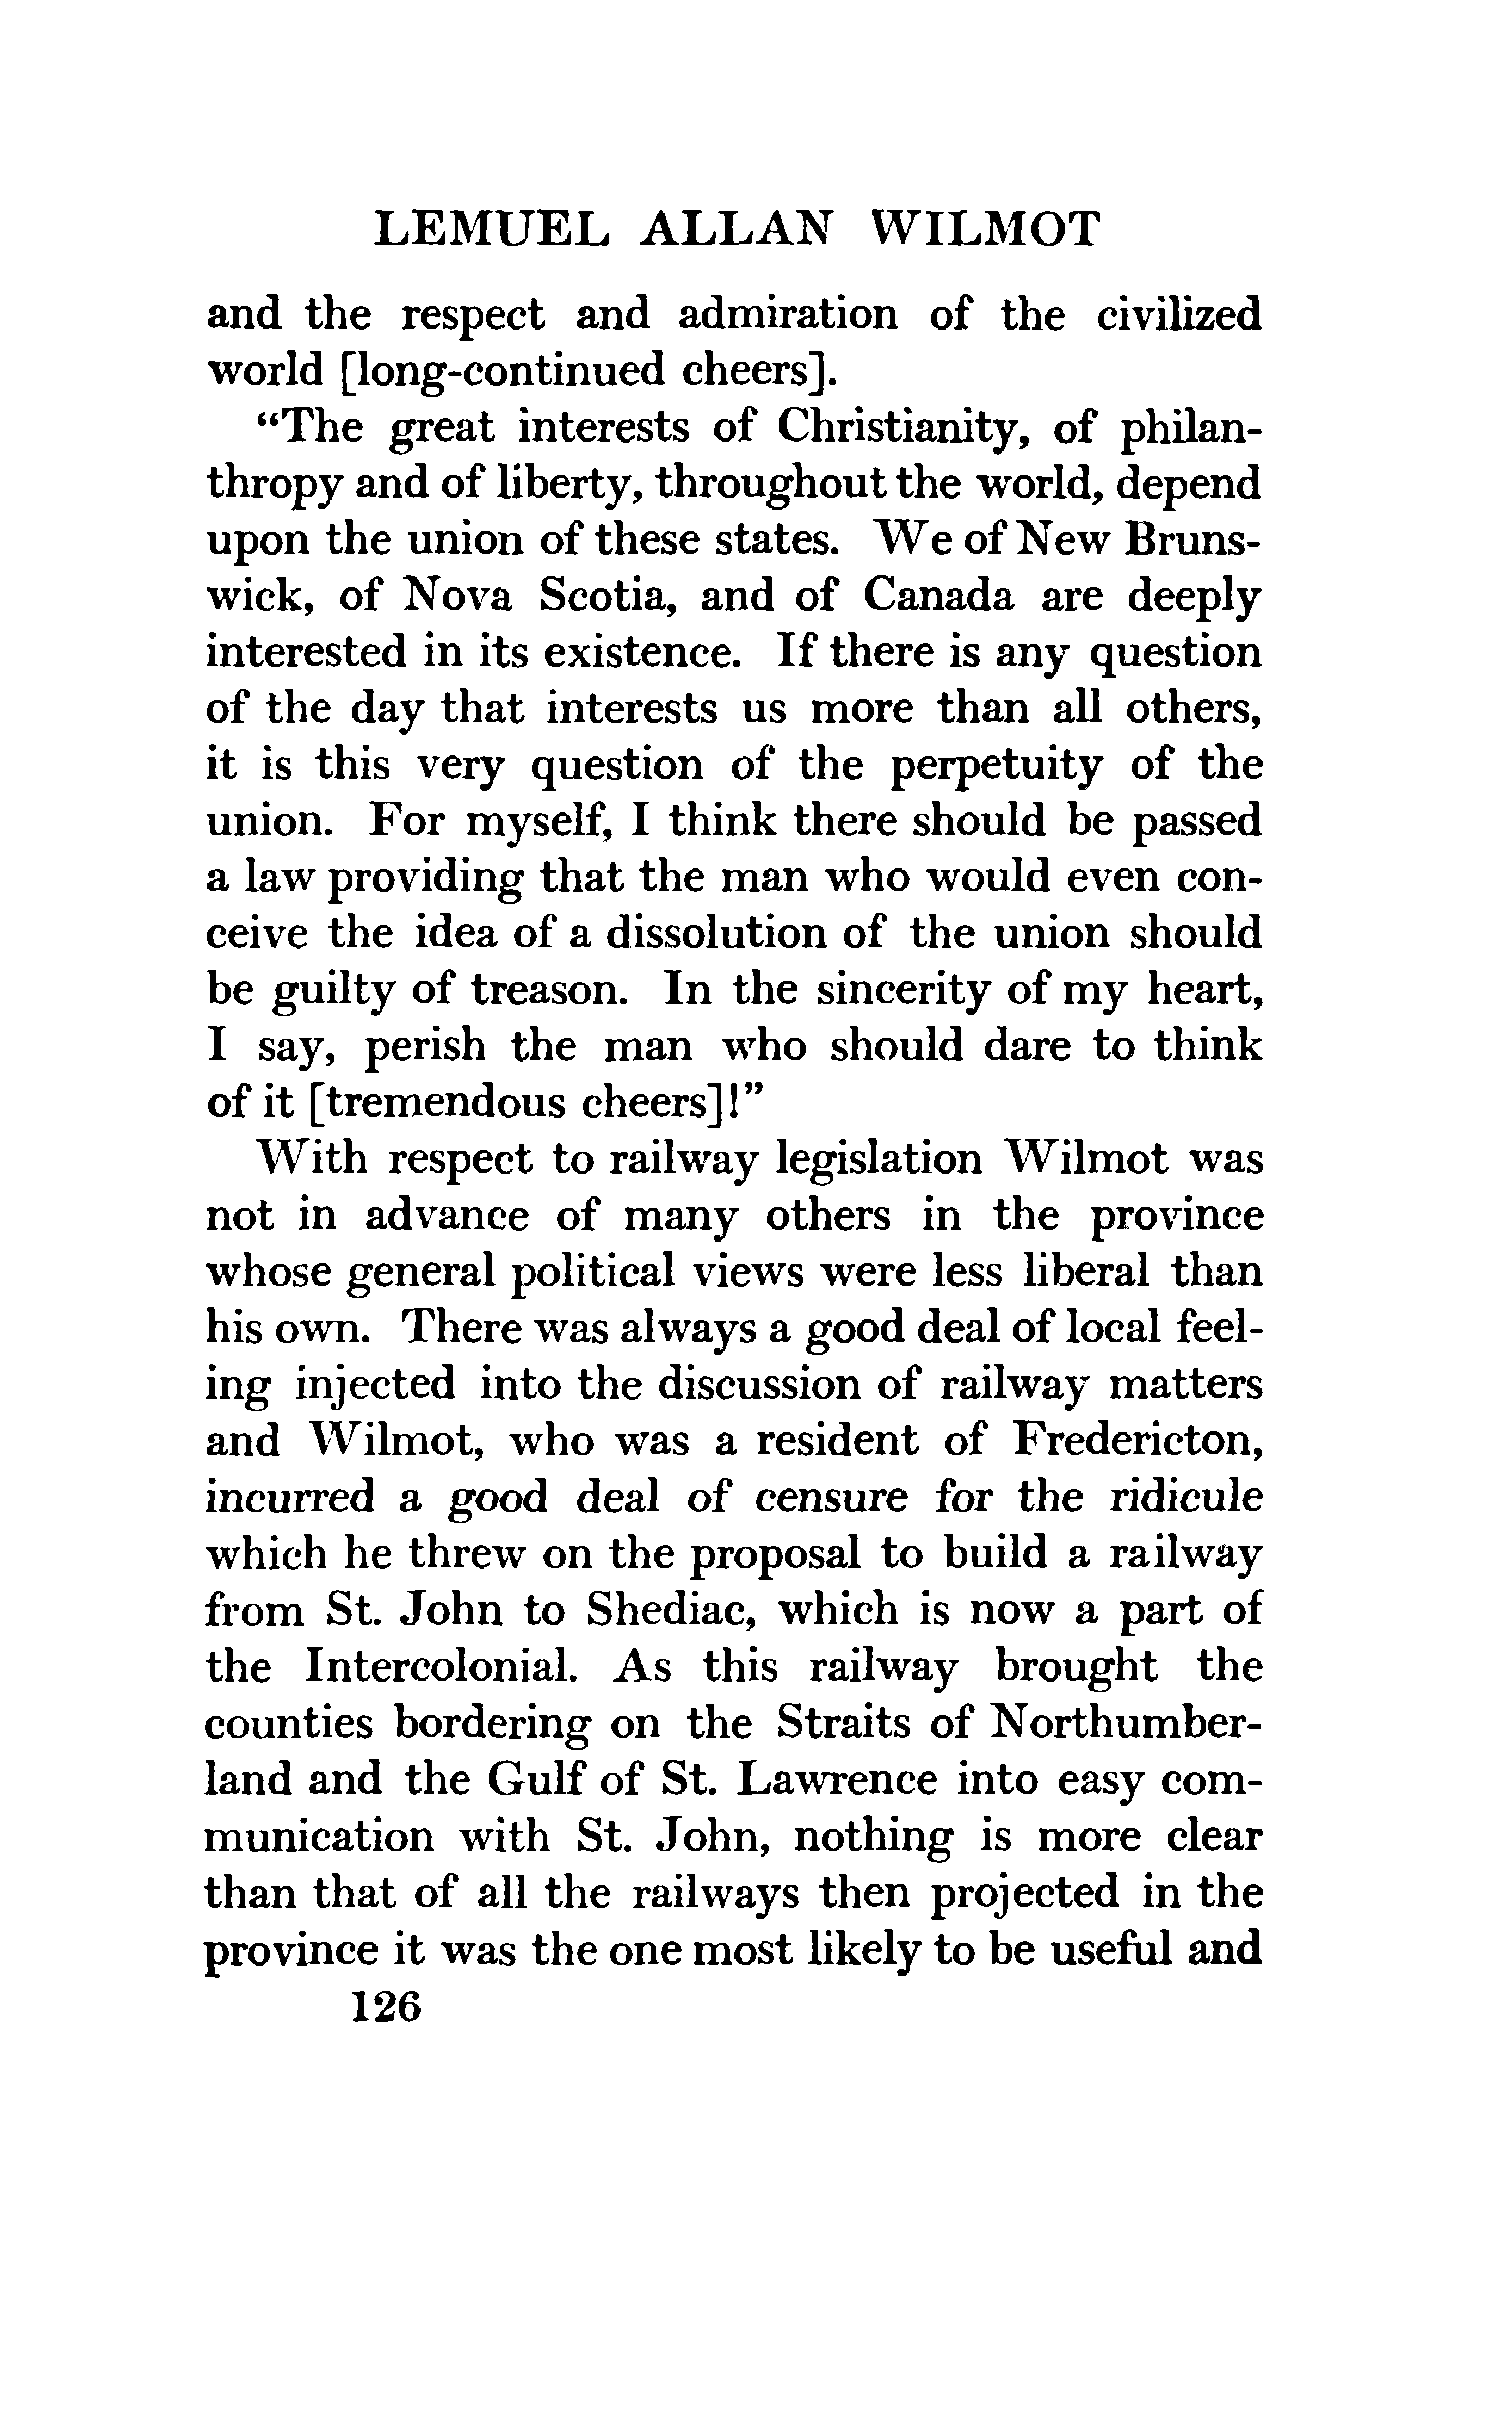 LEMUEL ALLAN WILMOT
and the respect and admiration of the civilized
world [long-continued cheers].
“The great interests of Christianity, of philan-
thropy and of liberty, throughout the world, depend
upon the union of these states. We of New Bruns-
wick, of Nova Scotia, and of Canada are deeply
interested in its existence. If there is any question
of the day that interests us more than all others,
it is this very question of the perpetuity of the
union. For myself, I think there should be passed
a law providing that the man who would even con-
ceive the idea of a dissolution of the union should
be guilty of treason. In the sincerity of my heart,
I say, perish the man who should dare to think
of it [tremendous cheers]!”
With respect to railway legislation Wilmot was
not in advance of many others in the province
whose general political views were less liberal than
his own. There was always a good deal of local feel-
ing injected into the discussion of railway matters
and Wilmot, who was a resident of Fredericton,
incurred a good deal of censure for the ridicule
which he threw on the proposal to build a railway
from St. John to Shediac, which is now a part of
the Intercolonial. As this railway brought the
counties bordering on the Straits of Northumber-
land and the Gulf of St. Lawrence into easy com-
munication with St. John, nothing is more clear
than that of all the railways then projected in the
province it was the one most likely to be useful and
126